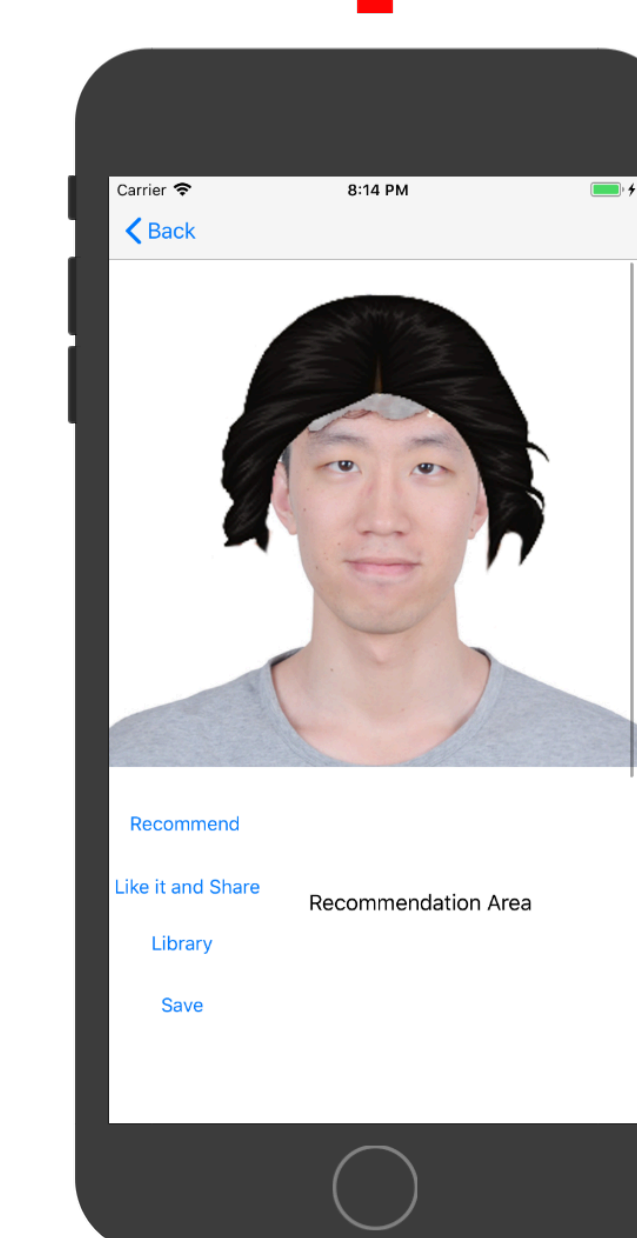 Carrier
8:14 PM
Back
Recommend
Like it and Share
Recommendation Area
Library
Save